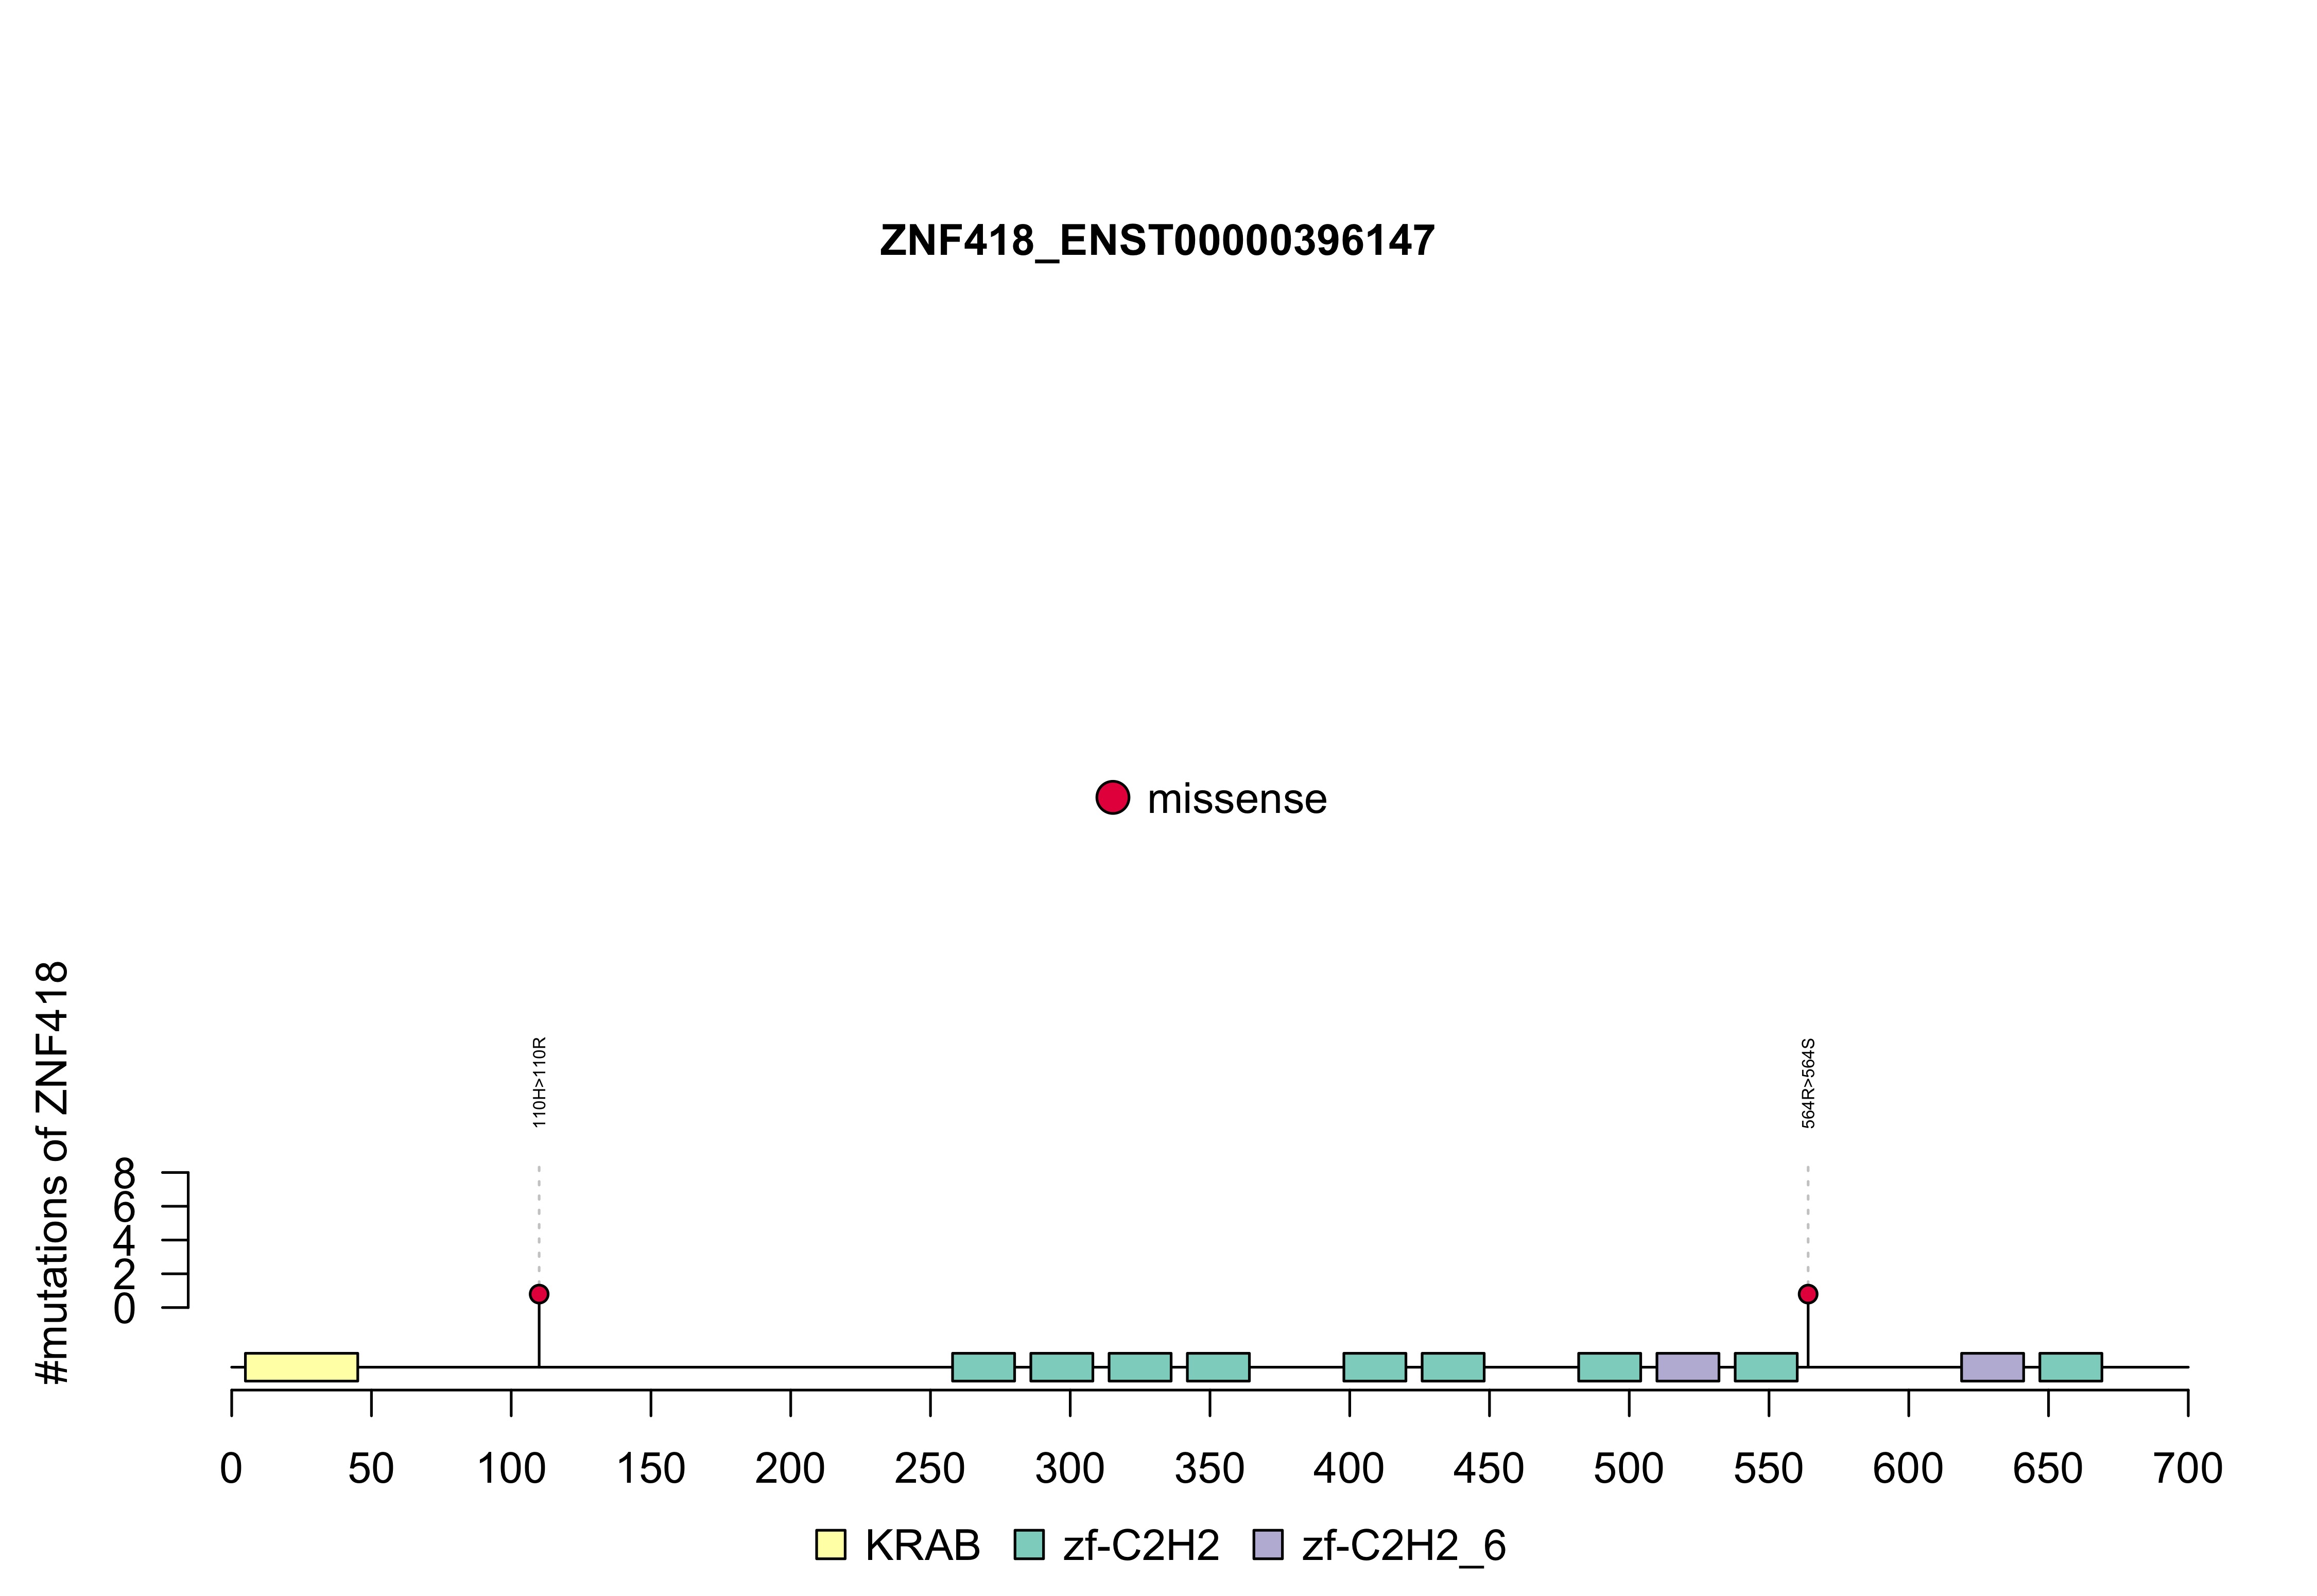 ZNF418_ENST00000396147
missense
#mutations of ZNF418
110H>110R
564R>564S
8
6
4
2
0
0 50 100 150 200 250 300 350 400 450 500 550 600 650 700
KRAB zf-C2H2 zf-C2H2_6